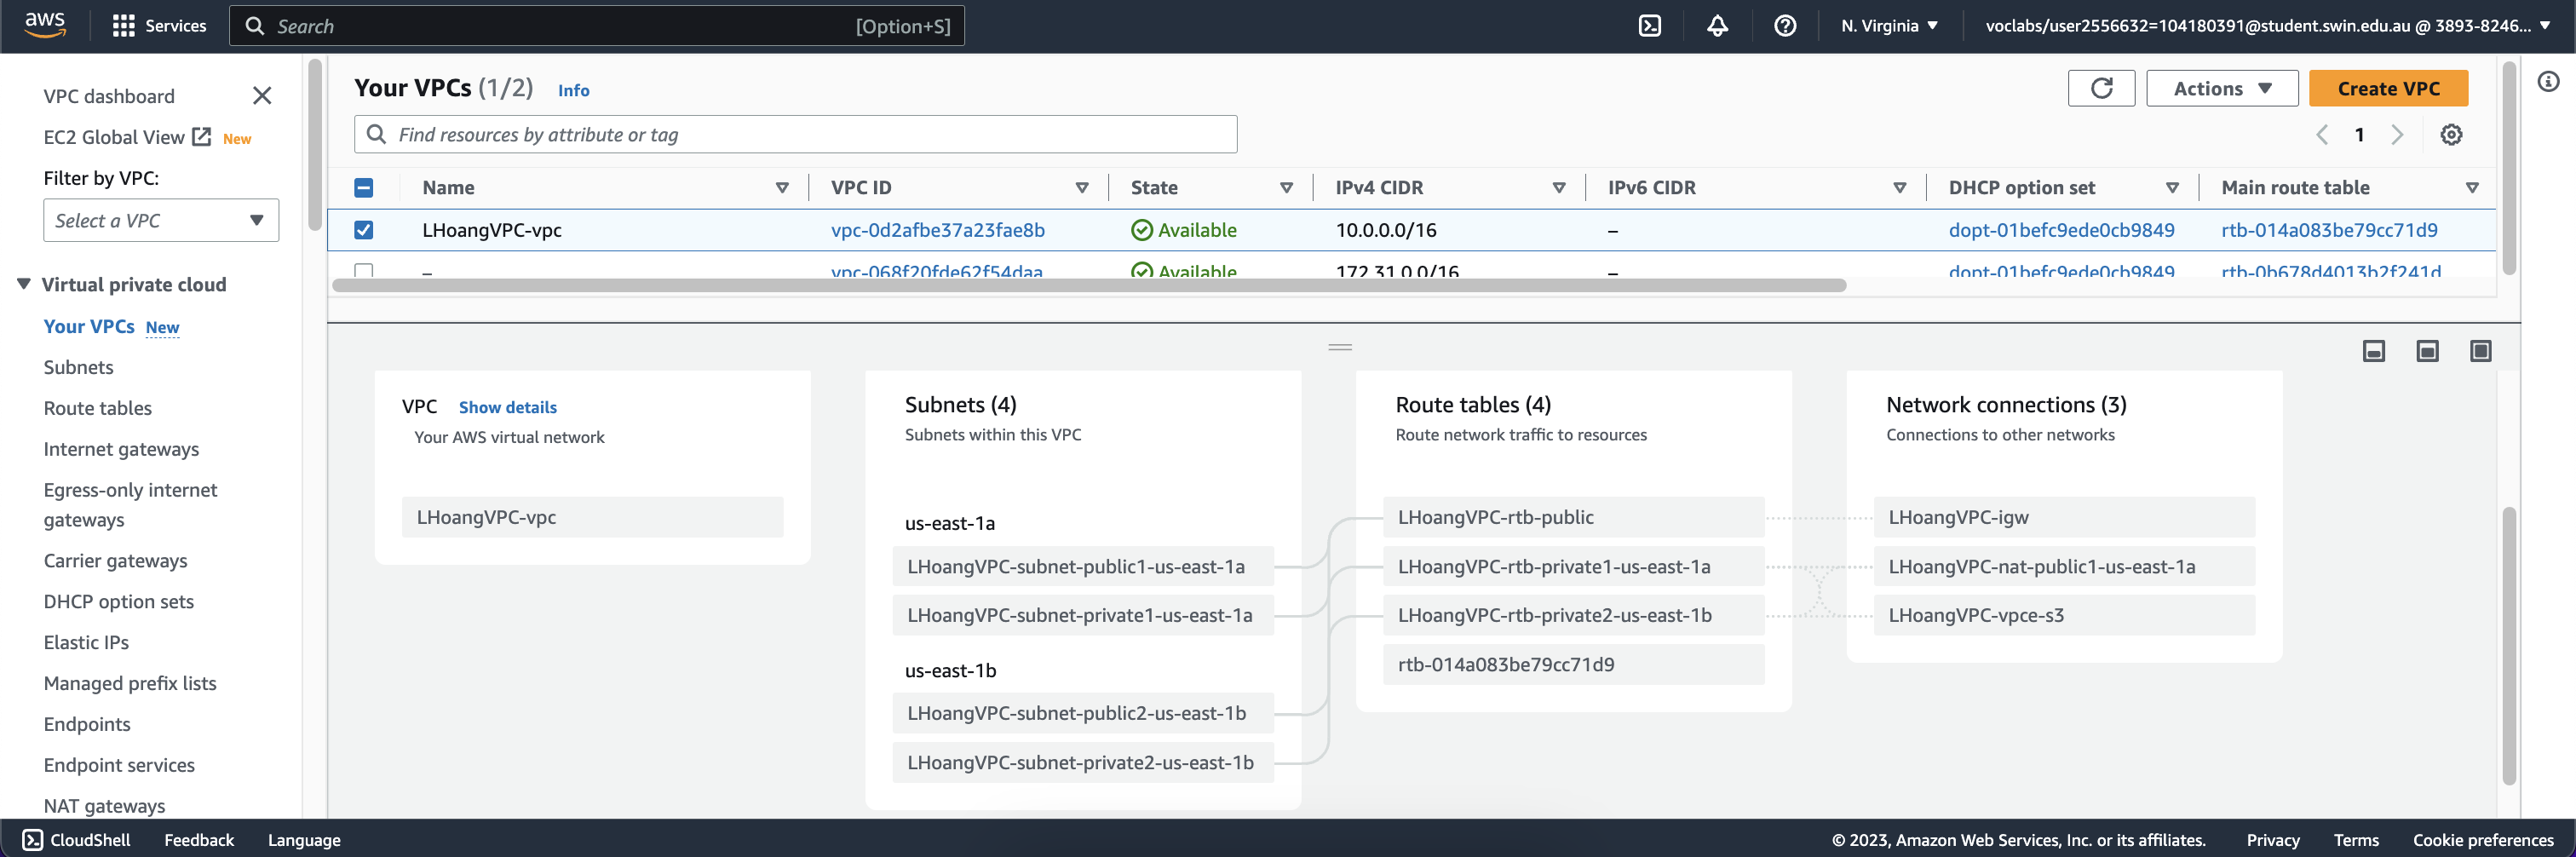 aws
Services
Search
[Option+S]
N. Virginia
voclabs/user2556632=104180391@student.swin.edu.au @ 3893-8246...
VPC dashboard
EC2 Global View New
Filter by VPC:
Select a VPC
Virtual private cloud
Your VPCs New
Subnets
Route tables
Internet gateways
Egress-only internet
gateways
Carrier gateways
DHCP option sets
Elastic IPs
Managed prefix lists
Endpoints
Endpoint services
NAT gateways
Your VPCs (1/2) Info
Actions
Create VPC
Find resources by attribute or tag
1
Name VPC ID State IPv4 CIDR IPv6 CIDR DHCP option set Main route table
LHoangVPC-vpc vpc-0d2afbe37a23fae8b Available 10.0.0.0/16 – dopt-01befc9ede0cb9849 rtb-014a083be79cc71d9
– vpc-068f20fde62f54daa Available 172.31.0.0/16 – dopt-01befc9ede0cb9849 rtb-0b678d4013b2f241d
VPC Show details
Your AWS virtual network
LHoangVPC-vpc
Subnets (4)
Subnets within this VPC
us-east-1a
LHoangVPC-subnet-public1-us-east-1a
LHoangVPC-subnet-private1-us-east-1a
us-east-1b
LHoangVPC-subnet-public2-us-east-1b
LHoangVPC-subnet-private2-us-east-1b
Route tables (4)
Route network traffic to resources
LHoangVPC-rtb-public
LHoangVPC-rtb-private1-us-east-1a
LHoangVPC-rtb-private2-us-east-1b
rtb-014a083be79cc71d9
Network connections (3)
Connections to other networks
LHoangVPC-igw
LHoangVPC-nat-public1-us-east-1a
LHoangVPC-vpce-s3
CloudShell Feedback Language
© 2023, Amazon Web Services, Inc. or its affiliates. Privacy Terms Cookie preferences